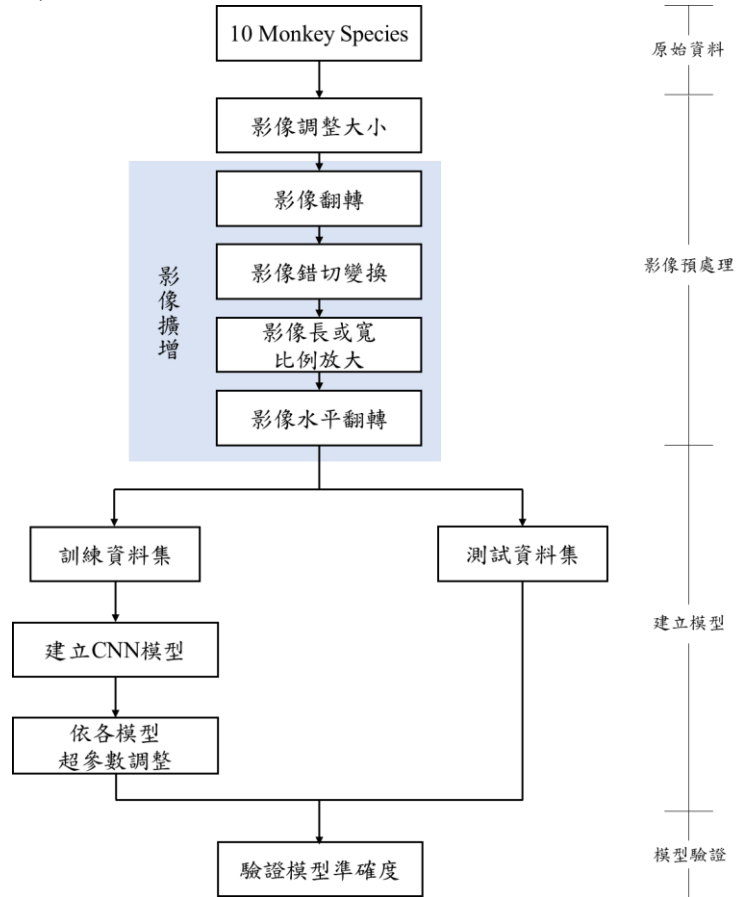 10 Monkey Species
原始資料
影像調整大小
影像翻轉
影像預處理
影像擴增
影像錯切變換
影像長或寬
比例放大
影像水平翻轉
訓練資料集
測試資料集
建立模型
建立CNN模型
依各模型
超參數調整
驗證模型準確度
模型驗證